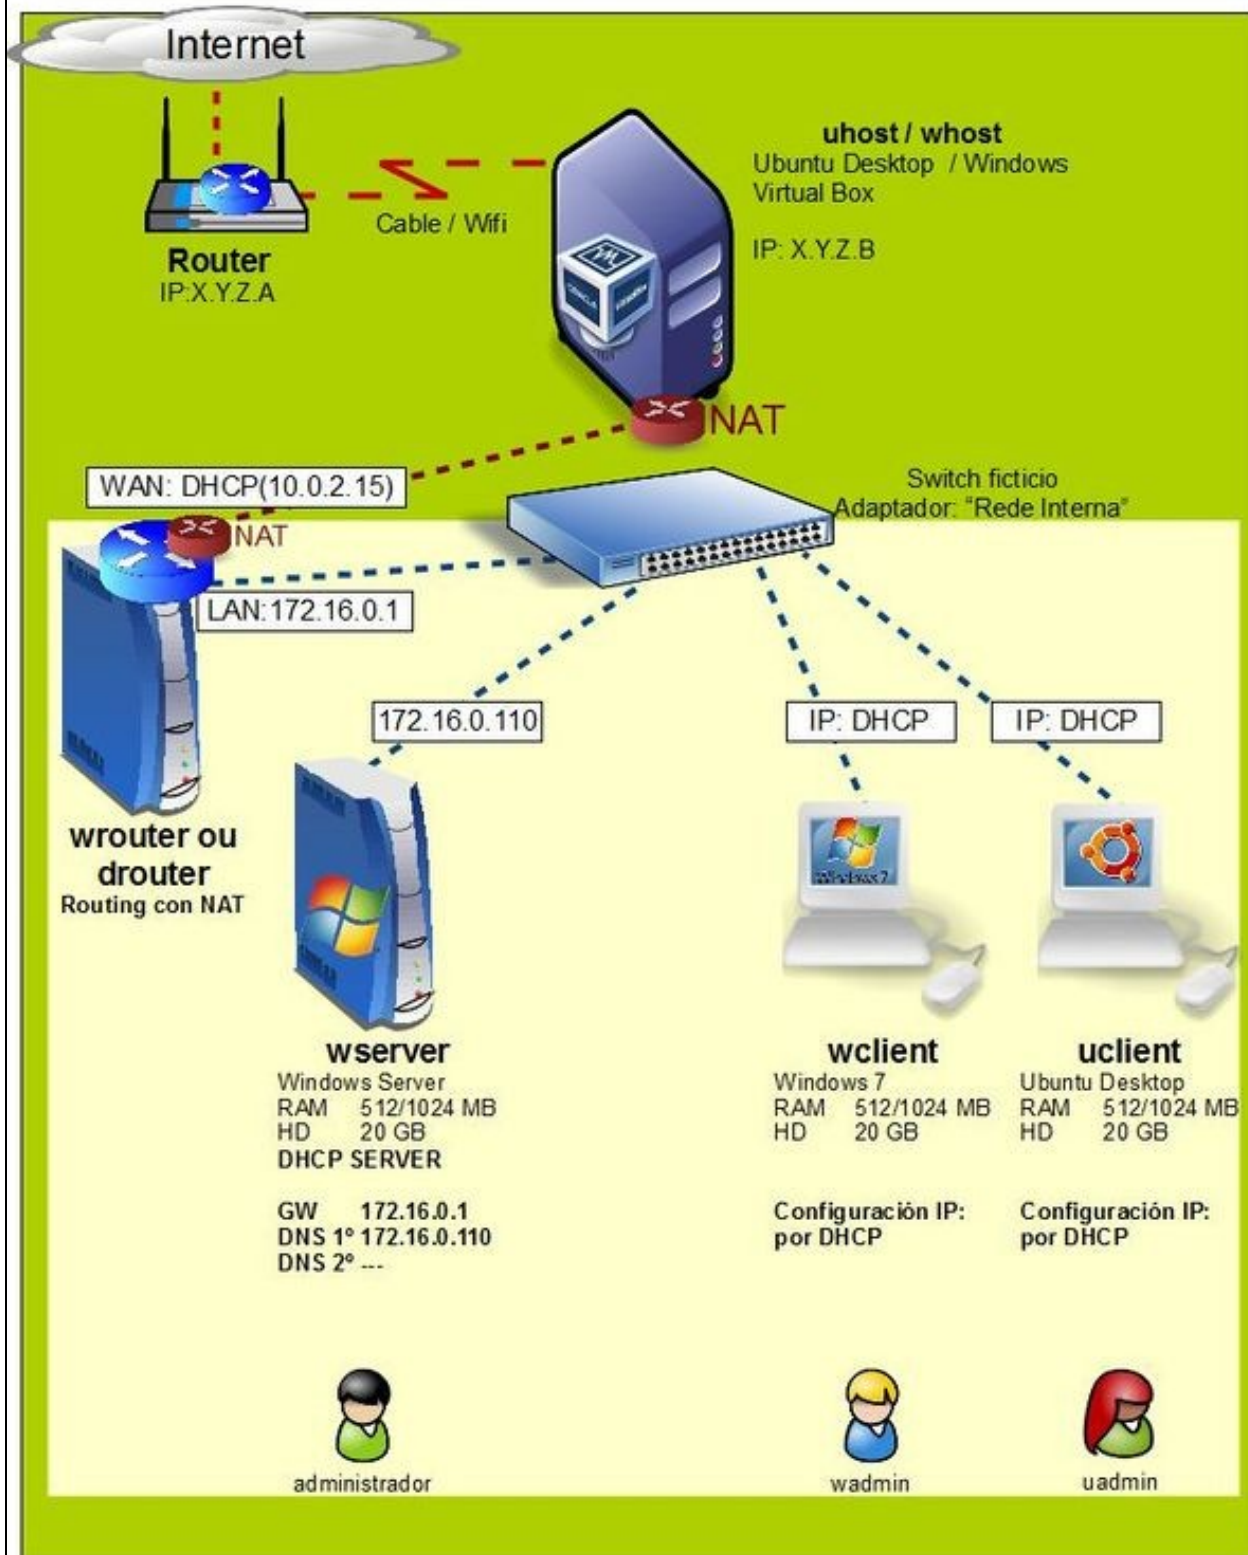 Internet
uhost / whost
Ubuntu Desktop / Windows
Virtual Box
IP: X.Y.Z.B
Cable / Wifi
Router
IP:X.Y.Z.A
NAT
WAN: DHCP(10.0.2.15)
NAT
Switch ficticio
Adaptador: “Rede Interna”
LAN:172.16.0.1
172.16.0.110
IP: DHCP
IP: DHCP
wrouter ou
drouter
Routing con NAT
Windows 7
wserver
Windows Server
RAM 512/1024 MB
HD 20 GB
DHCP SERVER
GW 172.16.0.1
DNS 1º 172.16.0.110
DNS 2º ---
wclient
Windows 7
RAM 512/1024 MB
HD 20 GB
Configuración IP:
por DHCP
uclient
Ubuntu Desktop
RAM 512/1024 MB
HD 20 GB
Configuración IP:
por DHCP
administrador
wadmin
uadmin